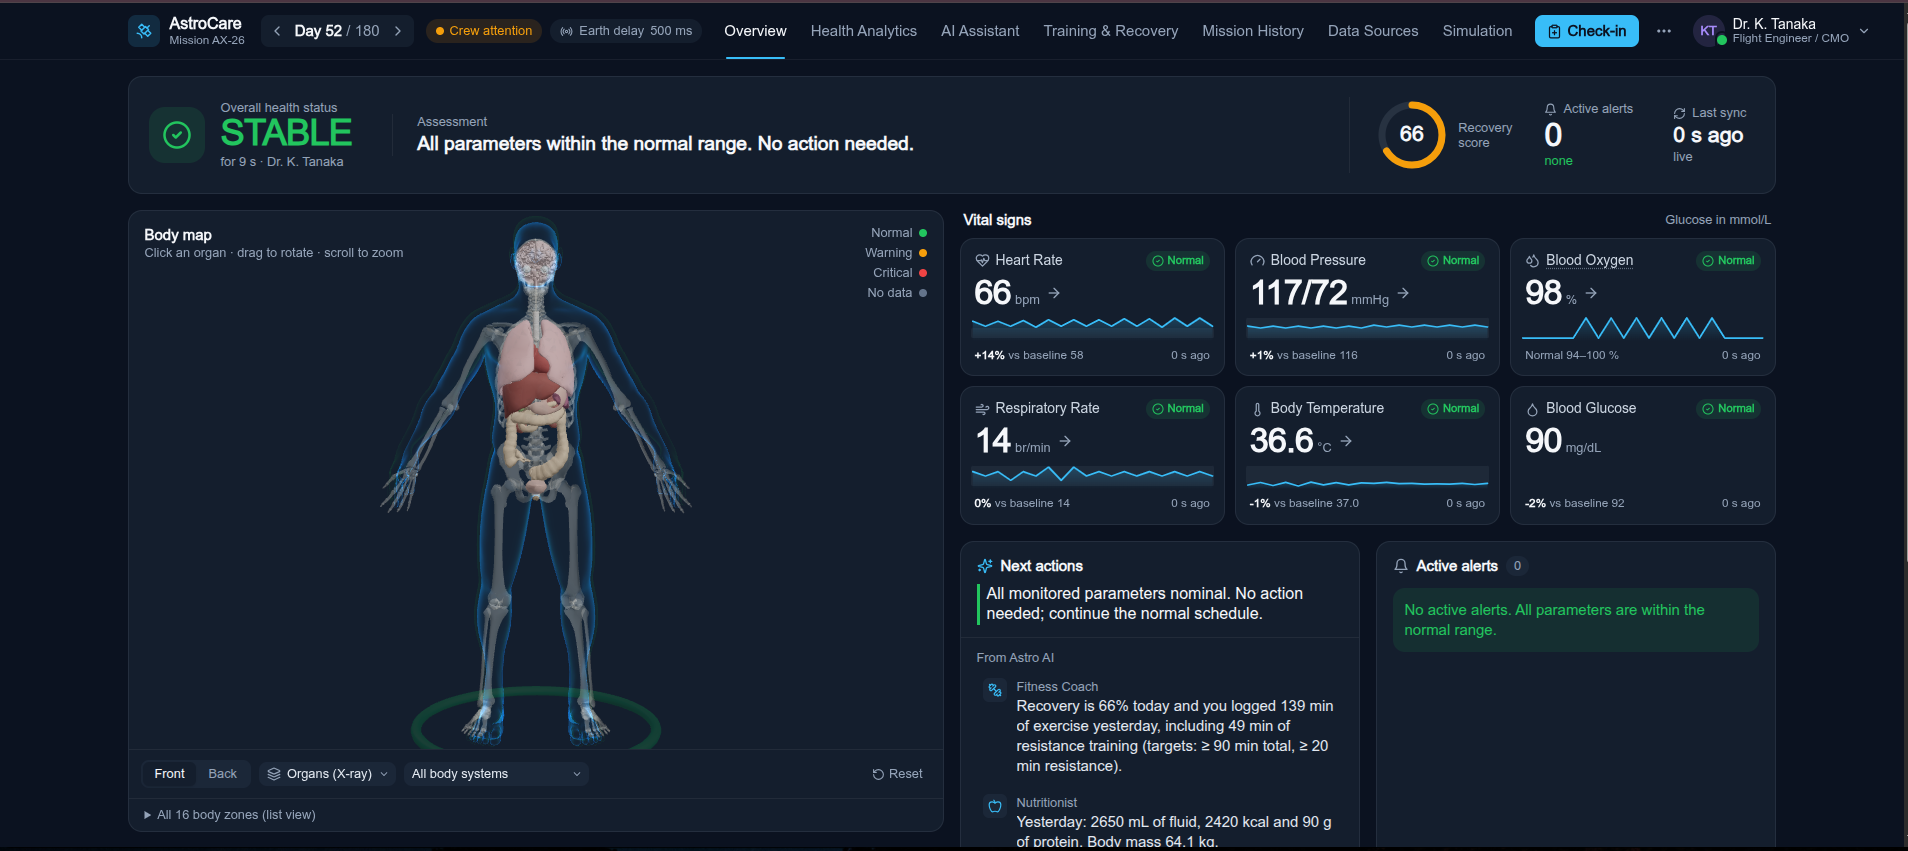 AstroCare
Mission AX-26
Day 52 / 180
Crew attention
Earth delay 500 ms
Overview
Health Analytics
AI Assistant
Training & Recovery
Mission History
Data Sources
Simulation
Check-in
KT
Dr. K. Tanaka
Flight Engineer / CMO
Overall health status
STABLE
for 9 s · Dr. K. Tanaka
Assessment
All parameters within the normal range. No action needed.
66
Recovery
score
Active alerts
0
none
Last sync
0 s ago
live
Body map
Click an organ · drag to rotate · scroll to zoom
Normal
Warning
Critical
No data
Front
Back
Organs (X-ray)
All body systems
Reset
All 16 body zones (list view)
Vital signs
Glucose in mmol/L
Heart Rate
Normal
66 bpm
+14% vs baseline 58
0 s ago
Blood Pressure
Normal
117/72 mmHg
+1% vs baseline 116
0 s ago
Blood Oxygen
Normal
98 %
Normal 94–100 %
0 s ago
Respiratory Rate
Normal
14 br/min
0% vs baseline 14
0 s ago
Body Temperature
Normal
36.6 °C
-1% vs baseline 37.0
0 s ago
Blood Glucose
Normal
90 mg/dL
-2% vs baseline 92
0 s ago
Next actions
All monitored parameters nominal. No action
needed; continue the normal schedule.
From Astro AI
Fitness Coach
Recovery is 66% today and you logged 139 min
of exercise yesterday, including 49 min of
resistance training (targets: ≥ 90 min total, ≥ 20
min resistance).
Nutritionist
Yesterday: 2650 mL of fluid, 2420 kcal and 90 g
of protein. Body mass 64.1 kg.
Active alerts 0
No active alerts. All parameters are within the
normal range.